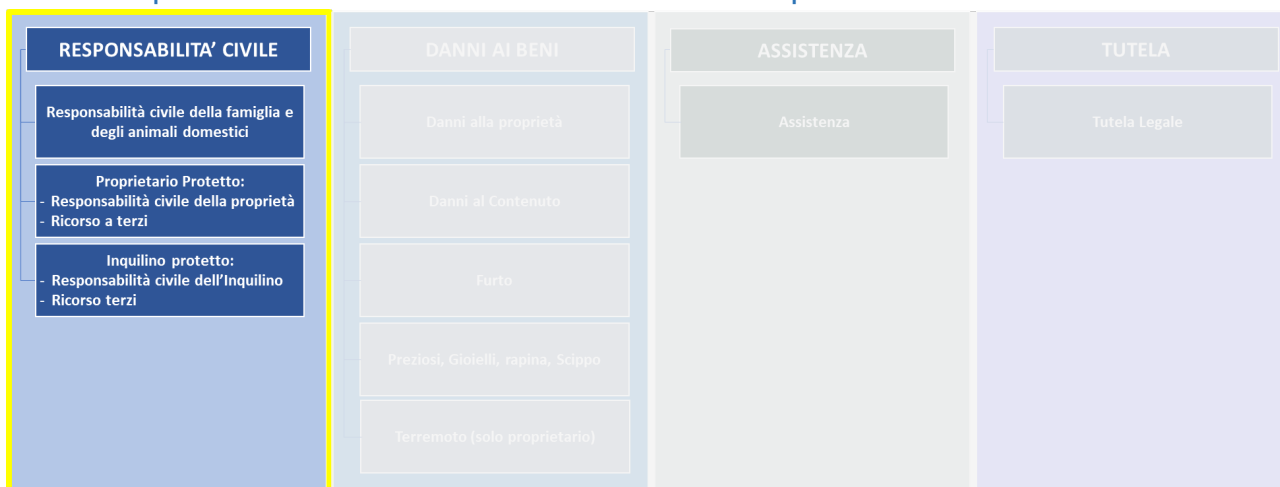 RESPONSABILITA’ CIVILE
Responsabilità civile della famiglia e
degli animali domestici
Proprietario Protetto:
- Responsabilità civile della proprietà
- Ricorso a terzi
Inquilino protetto:
- Responsabilità civile dell’Inquilino
- Ricorso terzi
DANNI AI BENI
Danni alla proprietà
Danni al Contenuto
Furto
Preziosi, Gioielli, rapina, Scippo
Terremoto (solo proprietario)
ASSISTENZA
Assistenza
TUTELA
Tutela Legale